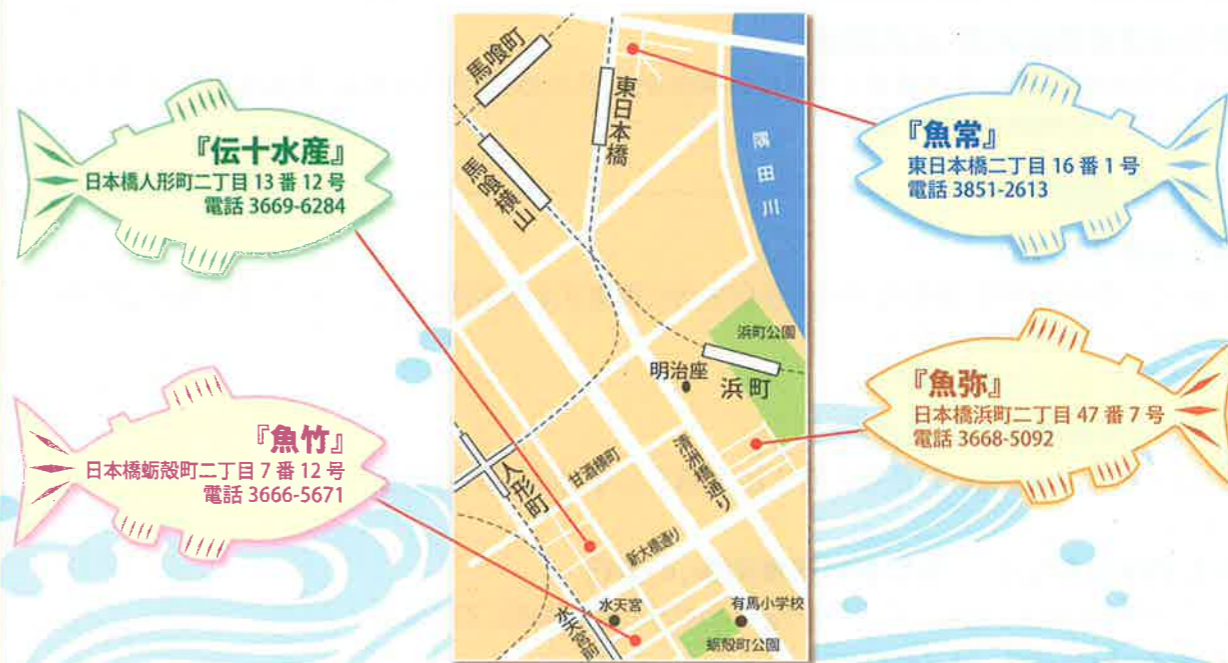 『伝十水産』
日本橋人形町二丁目 13 番 12 号
電話 3669-6284
『魚竹』
日本橋蛎殻町二丁目 7 番 12 号
電話 3666-5671
馬喰町
東日本橋
馬喰横山
隅田川
浜町公園
明治座
浜町
人形町
甘酒横町
清洲橋通り
新大橋通り
水天宮
有馬小学校
水天宮前
蛎殻町公園
『魚常』
東日本橋二丁目 16 番 1 号
電話 3851-2613
『魚弥』
日本橋浜町二丁目 47 番 7 号
電話 3668-5092